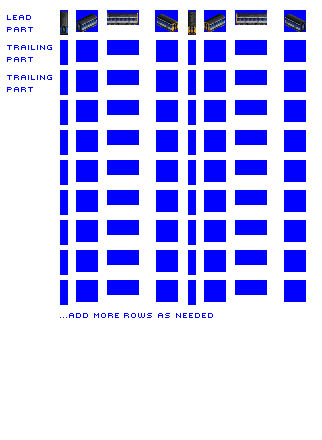 LEAD
PART
TRAILING
PART
TRAILING
PART
...ADD MORE ROWS AS NEEDED